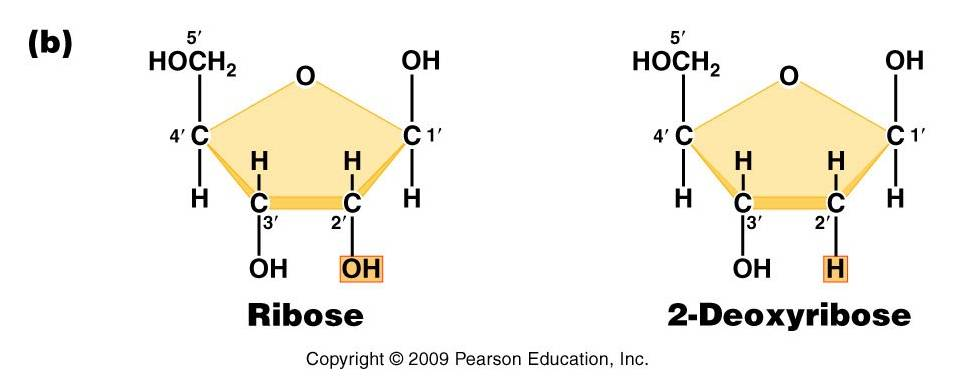 (b)
5′ 5′
HOCH₂ OH HOCH₂ OH
O O
4′ C C 1′ 4′ C C 1′
H H H H
H C C H H C C H
3′ 2′ 3′ 2′
OH OH OH H
Ribose 2-Deoxyribose
Copyright © 2009 Pearson Education, Inc.